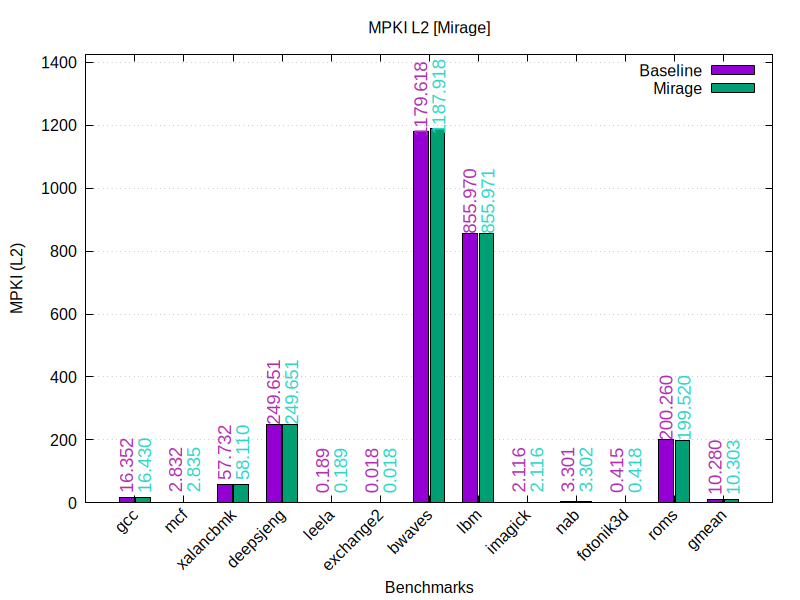 MPKI L2 [Mirage]
Baseline
Mirage
MPKI (L2)
1400
1200
1000
800
600
400
200
0
16.352
16.430
2.832
2.835
57.732
58.110
249.651
249.651
0.189
0.189
0.018
0.018
1179.618
1187.918
855.970
855.971
2.116
2.116
3.301
3.302
0.415
0.418
200.260
199.520
10.280
10.303
gcc
mcf
xalancbmk
deepsjeng
leela
exchange2
bwaves
lbm
imagick
nab
fotonik3d
roms
gmean
Benchmarks